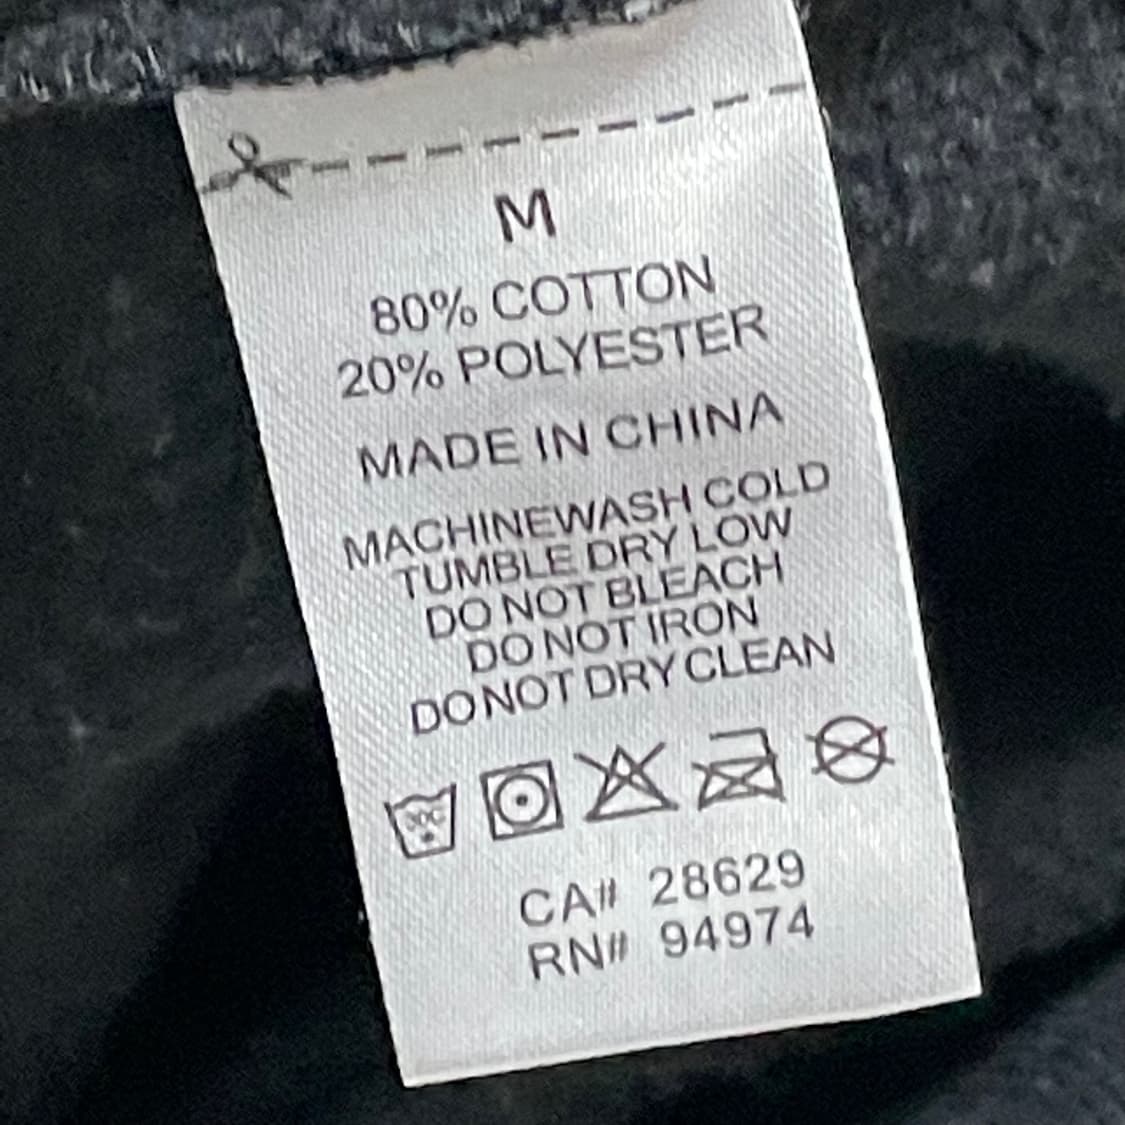 M
80% COTTON
20% POLYESTER
MADE IN CHINA
MACHINEWASH COLD
TUMBLE DRY LOW
DO NOT BLEACH
DO NOT IRON
DO NOT DRY CLEAN
30C
CA# 28629
RN# 94974